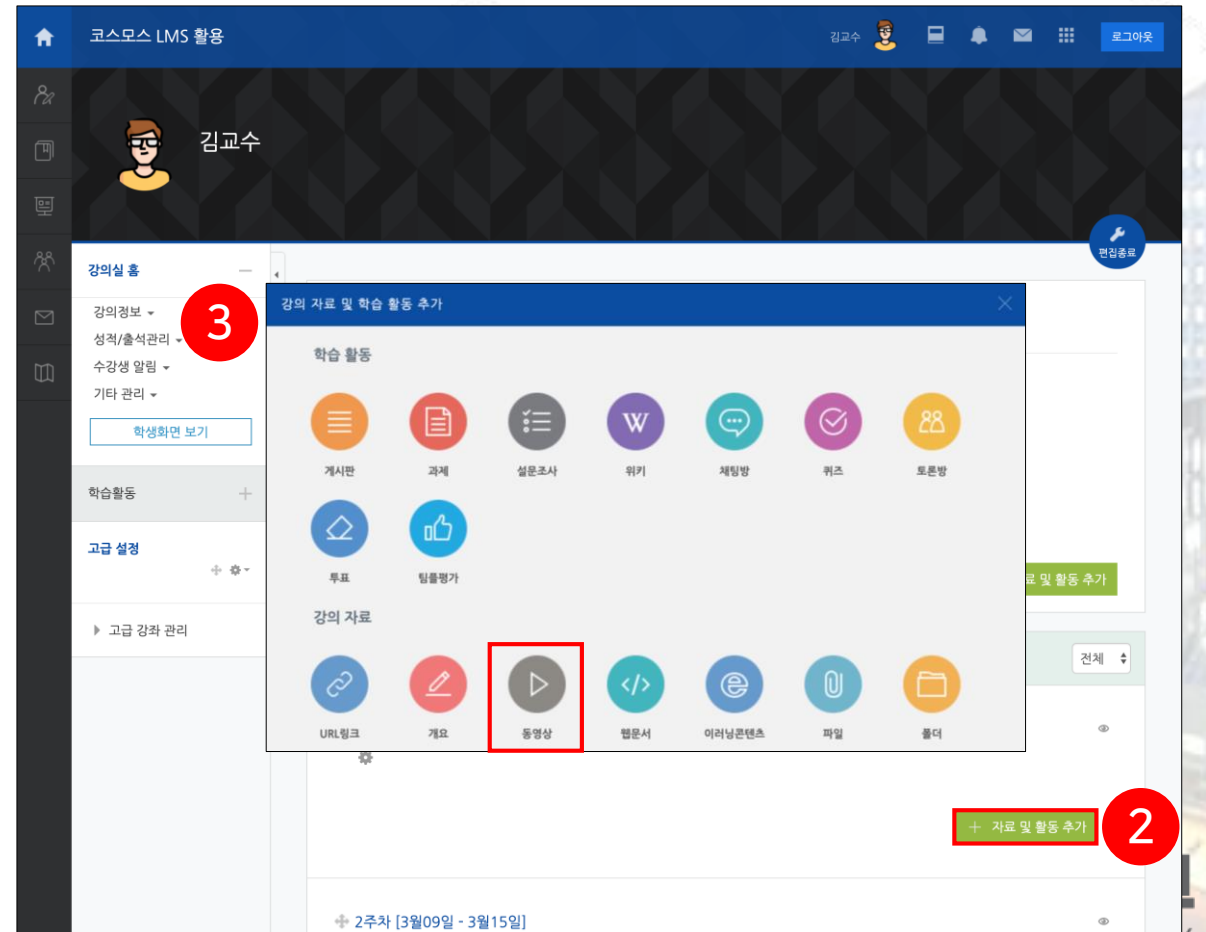 코스모스 LMS 활용
김교수
로그아웃
김교수
편집종료
강의실 홈
강의정보
성적/출석관리
수강생 알림
기타 관리
학생화면 보기
학습활동
고급 설정
고급 강좌 관리
3
강의 자료 및 학습 활동 추가
학습 활동
게시판 과제 설문조사 위키 채팅방 퀴즈 토론방
투표 팀플평가
강의 자료
URL링크 개요 동영상 웹문서 이러닝콘텐츠 파일 폴더
료 및 활동 추가
전체
+ 자료 및 활동 추가
2
2주차 [3월09일 - 3월15일]